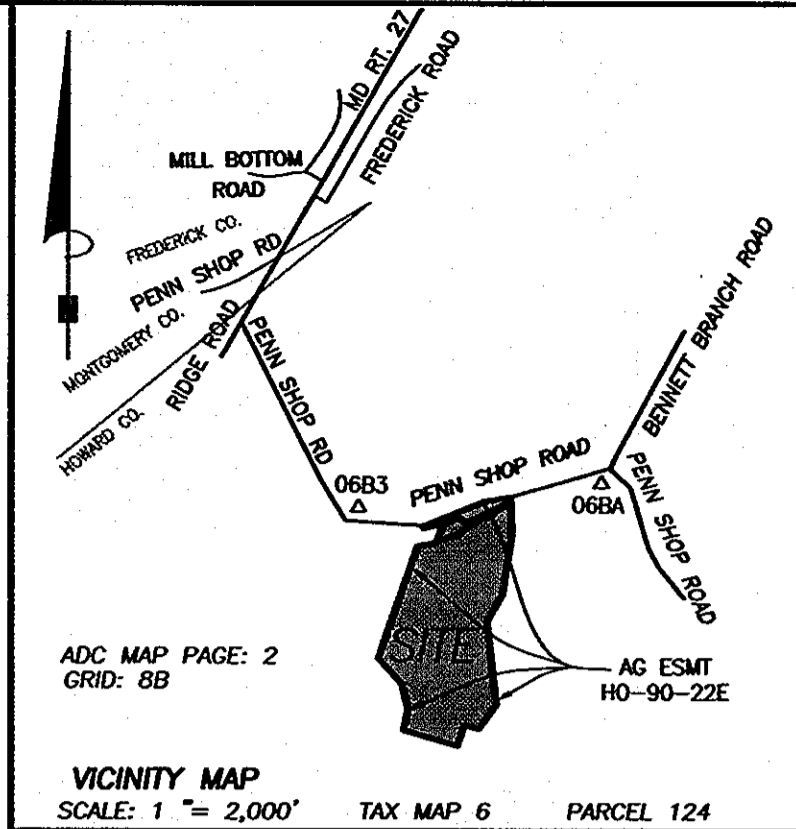 MD RT. 27
FREDERICK ROAD
MILL BOTTOM
ROAD
FREDERICK CO.
PENN SHOP RD
MONTGOMERY CO.
RIDGE ROAD
HOWARD CO.
PENN SHOP RD
BENNETT BRANCH ROAD
06B3
PENN SHOP ROAD
06BA
PENN SHOP ROAD
SITE
AG ESMT
HO-90-22E
ADC MAP PAGE: 2
GRID: 8B
VICINITY MAP
SCALE: 1 "= 2,000' TAX MAP 6 PARCEL 124